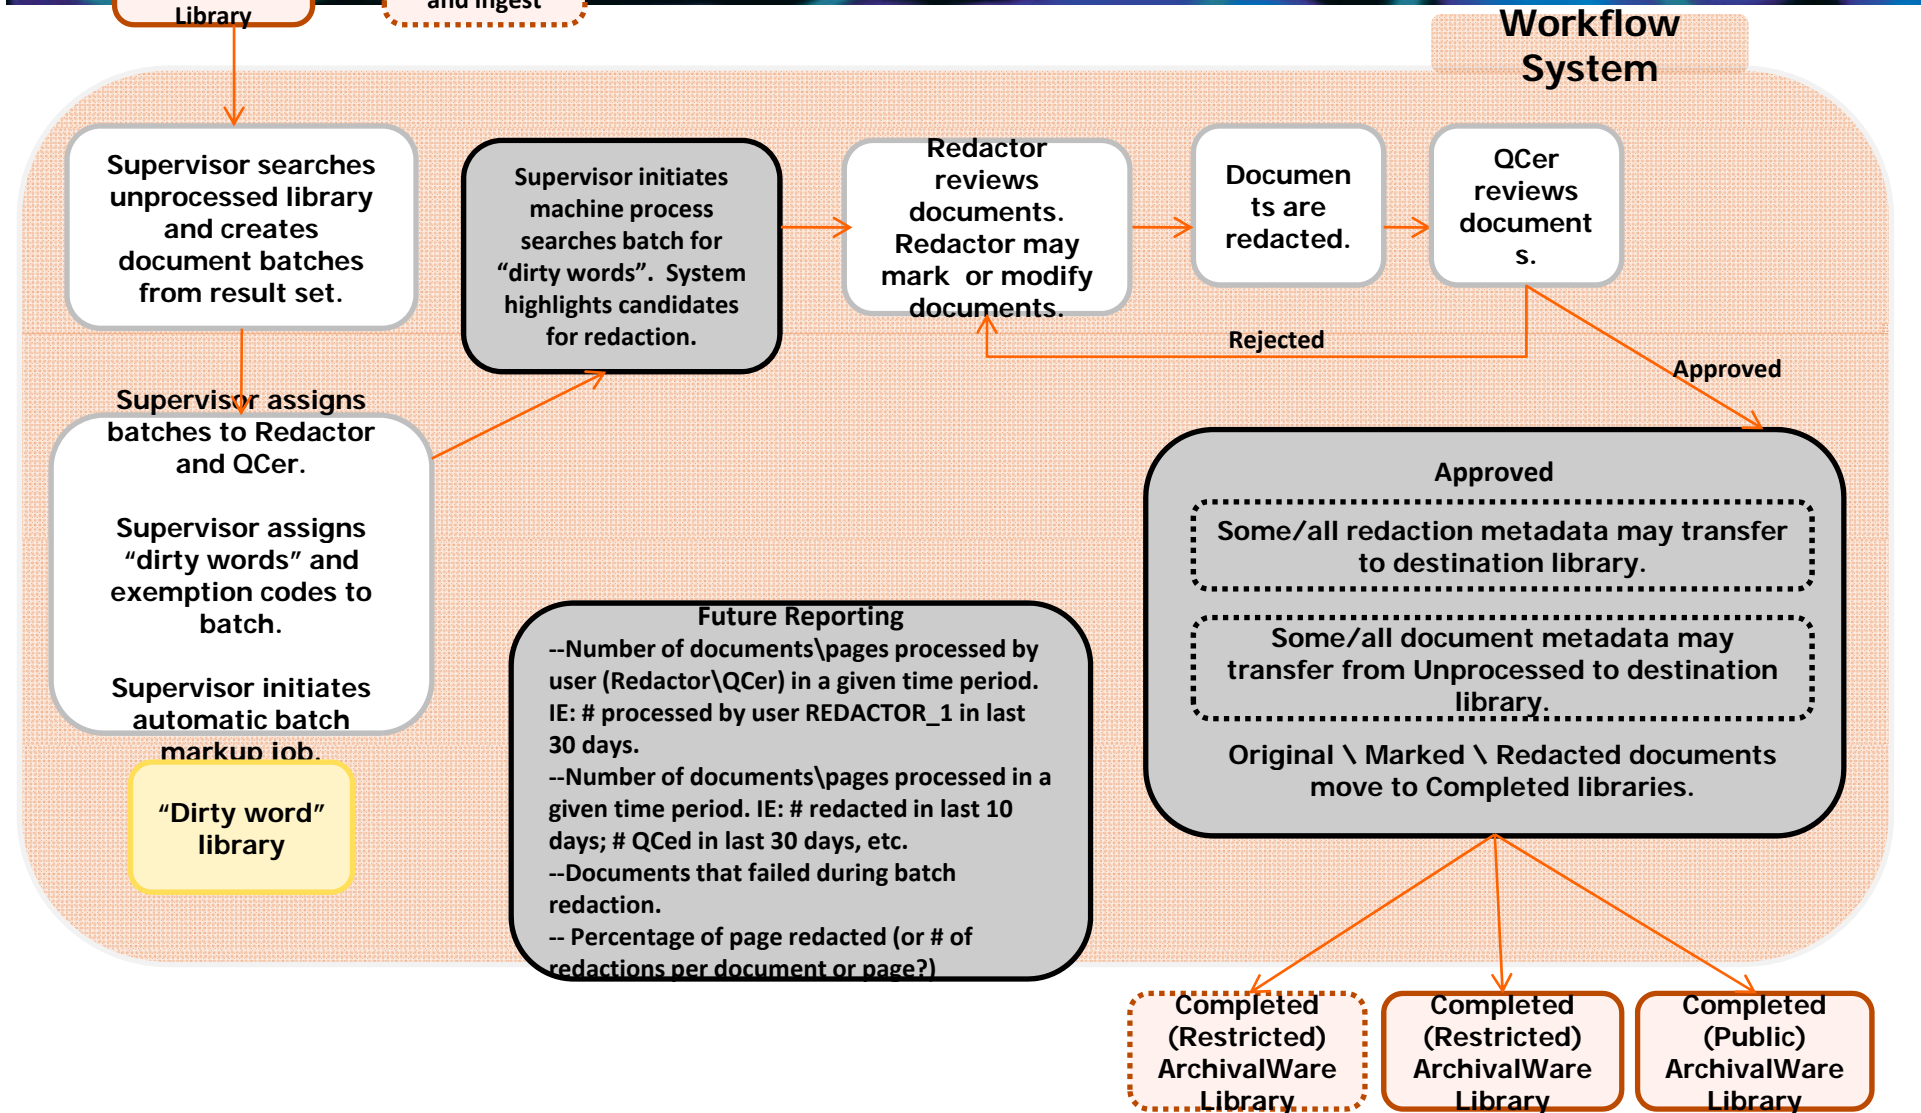 Library
and ingest
Workflow
System
Supervisor searches
unprocessed library
and creates
document batches
from result set.
Supervisor initiates
machine process
searches batch for
“dirty words”.  System
highlights candidates
for redaction.
Redactor
reviews
documents.
Redactor may
mark  or modify
documents.
Documen
ts are
redacted.
QCer
reviews
document
s.
Rejected
Approved
Supervisor assigns
batches to Redactor
and QCer.
Supervisor assigns
“dirty words” and
exemption codes to
batch.
Supervisor initiates
automatic batch
markup job.
“Dirty word”
library
Future Reporting
--Number of documents\pages processed by
user (Redactor\QCer) in a given time period.
IE: # processed by user REDACTOR_1 in last
30 days.
--Number of documents\pages processed in a
given time period. IE: # redacted in last 10
days; # QCed in last 30 days, etc.
--Documents that failed during batch
redaction.
-- Percentage of page redacted (or # of
redactions per document or page?)
Approved
Some/all redaction metadata may transfer
to destination library.
Some/all document metadata may
transfer from Unprocessed to destination
library.
Original \ Marked \ Redacted documents
move to Completed libraries.
Completed
(Restricted)
ArchivalWare
Library
Completed
(Restricted)
ArchivalWare
Library
Completed
(Public)
ArchivalWare
Library